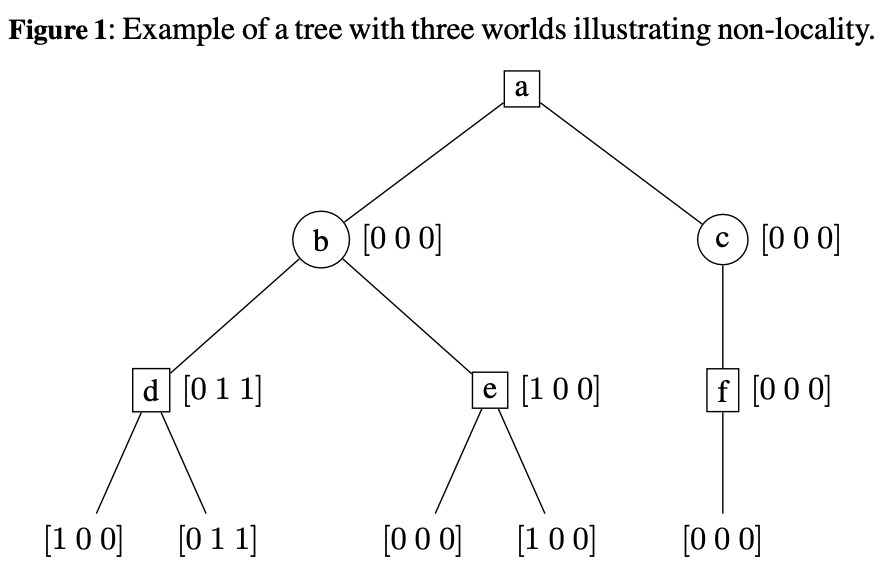 Figure 1: Example of a tree with three worlds illustrating non-locality.
a
b [0 0 0]
c [0 0 0]
d [0 1 1]
e [1 0 0]
f [0 0 0]
[1 0 0]
[0 1 1]
[0 0 0]
[1 0 0]
[0 0 0]